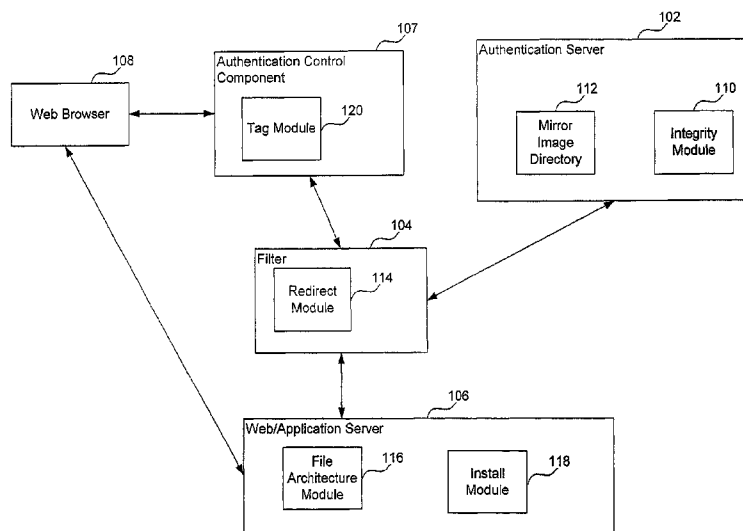 107
102
108
Authentication Control
Component
Authentication Server
Web Browser
Tag Module
120
112
110
Mirror
Image
Directory
Integrity
Module
104
Filter
Redirect
Module
114
106
Web/Application Server
File
Architecture
Module
116
Install
Module
118